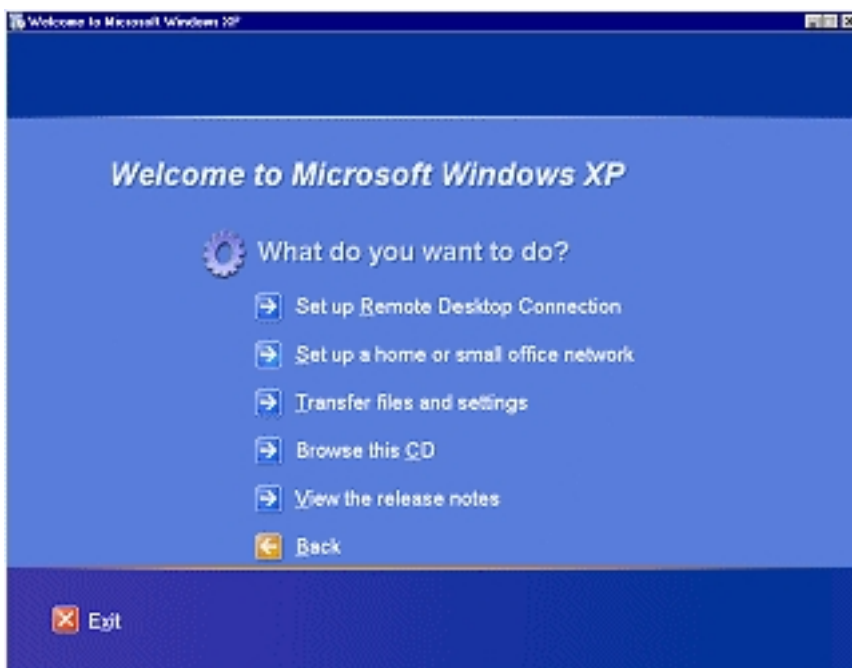 Welcome to Microsoft Windows XP
Welcome to Microsoft Windows XP
What do you want to do?
Set up Remote Desktop Connection
Set up a home or small office network
Transfer files and settings
Browse this CD
View the release notes
Back
Exit